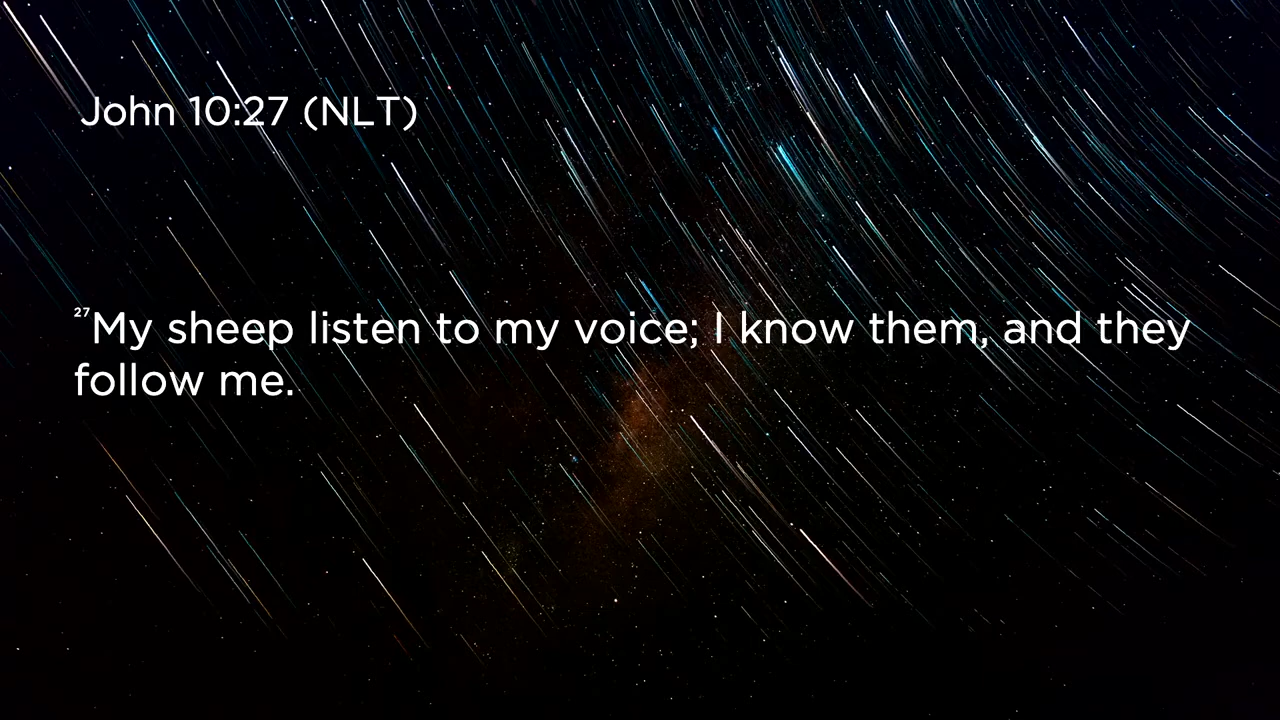 John 10:27 (NLT)
²⁷My sheep listen to my voice; I know them, and they
follow me.